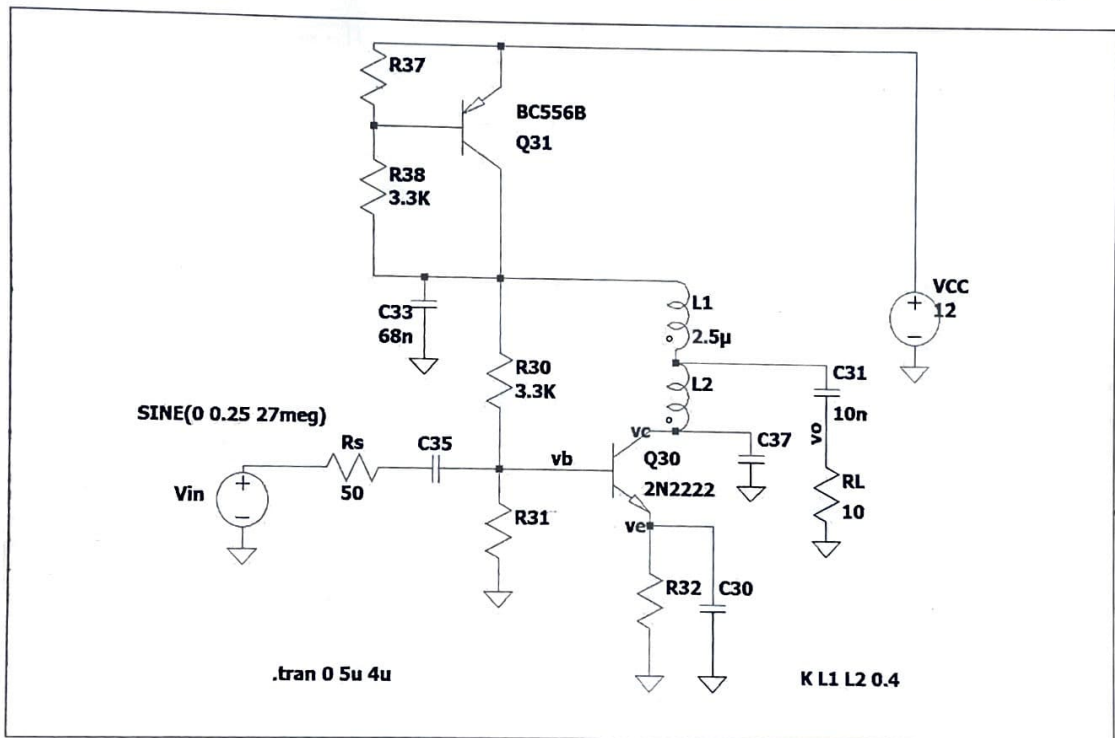 R37
BC556B
Q31
R38
3.3K
VCC
12
L1
2.5µ
C33
68n
R30
3.3K
L2
C31
10n
SINE(0 0.25 27meg)
Rs
C35
vc
vo
C37
vb
Q30
Vin
50
2N2222
RL
10
R31
ve
R32
C30
.tran 0 5u 4u
K L1 L2 0.4